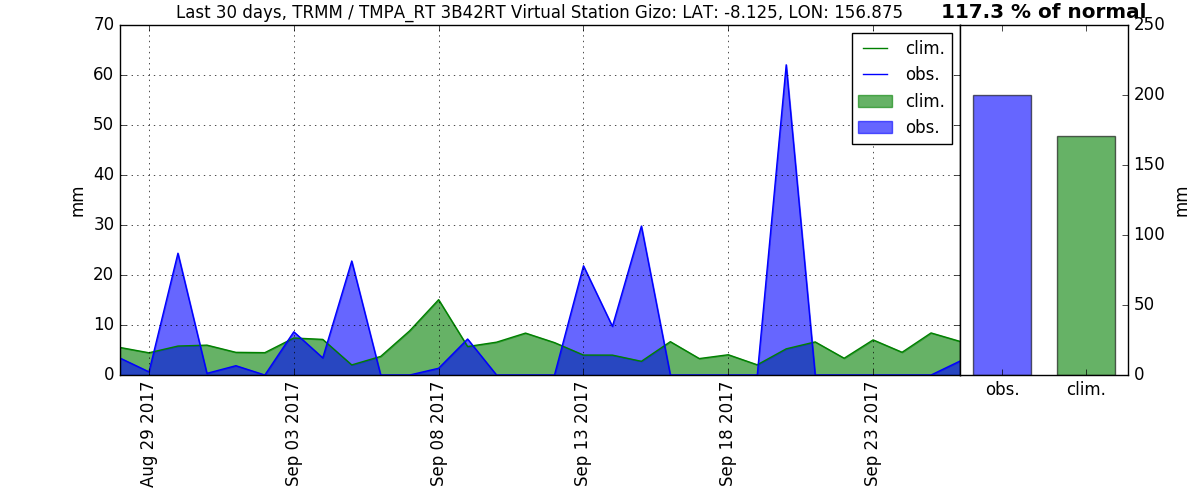 Last 30 days, TRMM / TMPA_RT 3B42RT Virtual Station Gizo: LAT: -8.125, LON: 156.875
117.3 % of normal
70
60
50
40
30
20
10
0
mm
clim.
obs.
clim.
obs.
Aug 29 2017
Sep 03 2017
Sep 08 2017
Sep 13 2017
Sep 18 2017
Sep 23 2017
250
200
150
100
50
0
mm
obs.
clim.